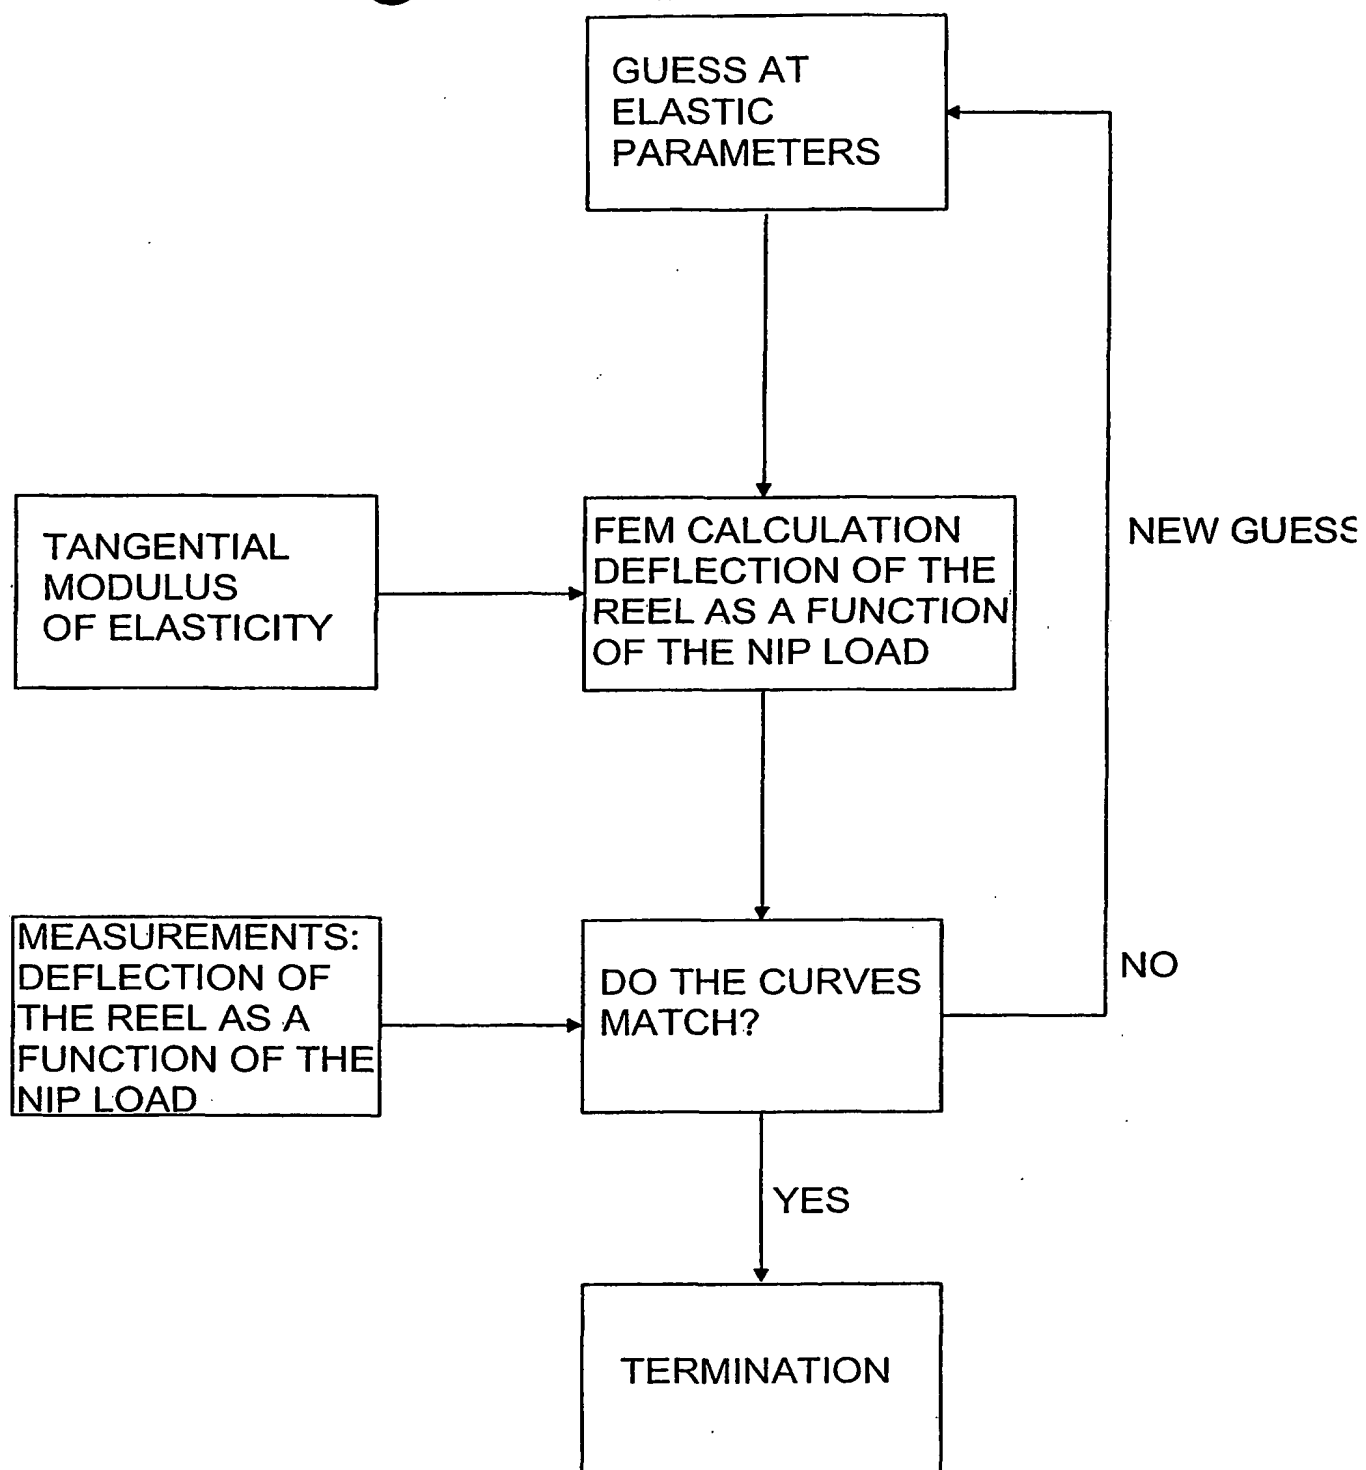 GUESS AT
ELASTIC
PARAMETERS
TANGENTIAL
MODULUS
OF ELASTICITY
FEM CALCULATION
DEFLECTION OF THE
REEL AS A FUNCTION
OF THE NIP LOAD
NEW GUESS
MEASUREMENTS:
DEFLECTION OF
THE REEL AS A
FUNCTION OF THE
NIP LOAD
DO THE CURVES
MATCH?
NO
YES
TERMINATION